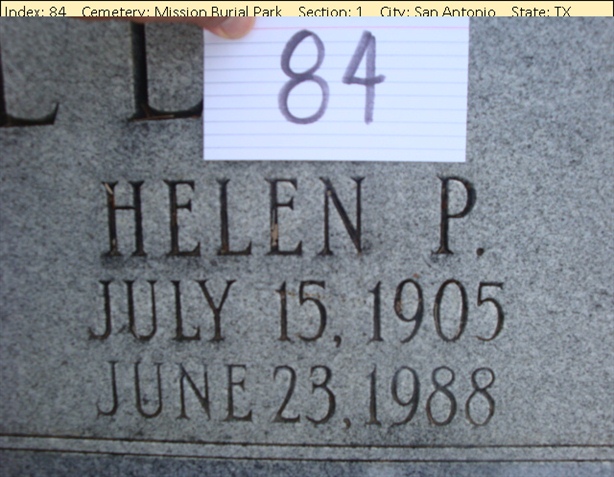 Index: 84 Cemetery: Mission Burial Park Section: 1 City: San Antonio State: TX
84
HELEN P.
JULY 15, 1905
JUNE 23, 1988